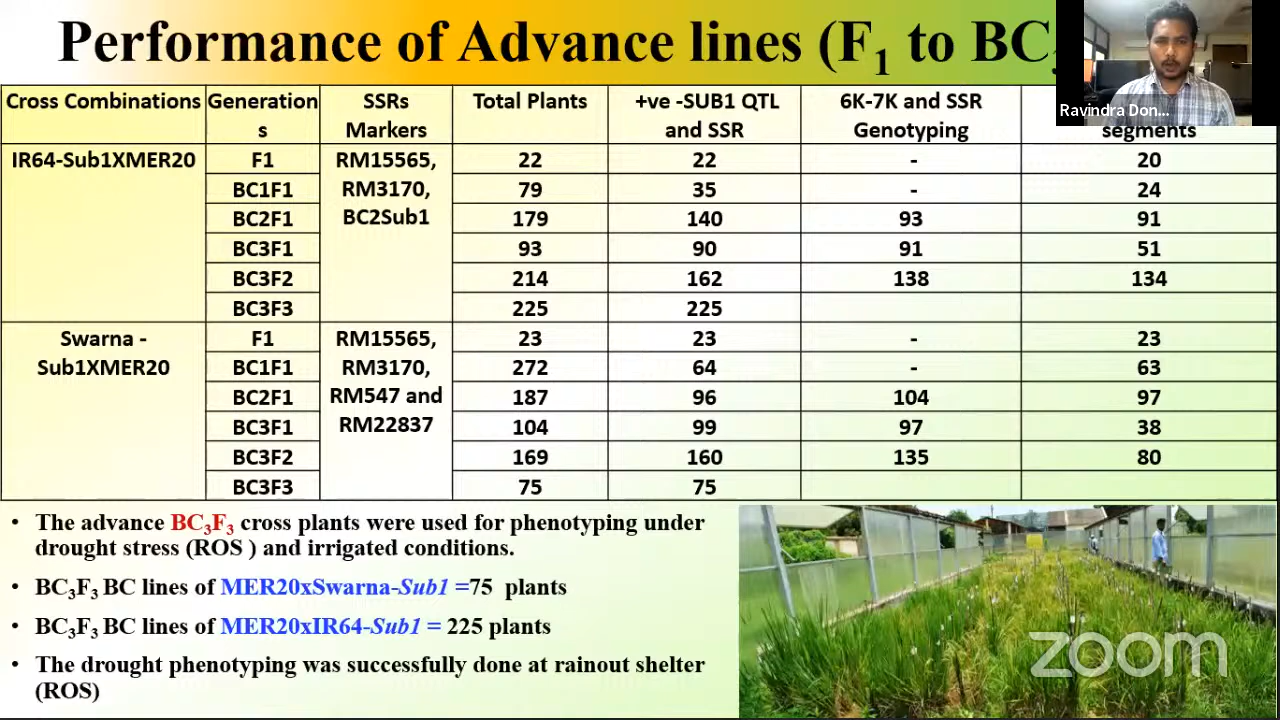 Performance of Advance lines (F1 to BC3
Ravindra Don...
Cross Combinations Generation s SSRs Markers Total Plants +ve -SUB1 QTL and SSR 6K-7K and SSR Genotyping segments
IR64-Sub1XMER20 F1 RM15565, 22 22 - 20
BC1F1 RM3170, 79 35 - 24
BC2F1 BC2Sub1 179 140 93 91
BC3F1 93 90 91 51
BC3F2 214 162 138 134
BC3F3 225 225
Swarna - F1 RM15565, 23 23 - 23
Sub1XMER20 BC1F1 RM3170, 272 64 - 63
BC2F1 RM547 and 187 96 104 97
BC3F1 RM22837 104 99 97 38
BC3F2 169 160 135 80
BC3F3 75 75
• The advance BC3F3 cross plants were used for phenotyping under
drought stress (ROS ) and irrigated conditions.
• BC3F3 BC lines of MER20xSwarna-Sub1 =75 plants
• BC3F3 BC lines of MER20xIR64-Sub1 = 225 plants
• The drought phenotyping was successfully done at rainout shelter
(ROS)
zoom